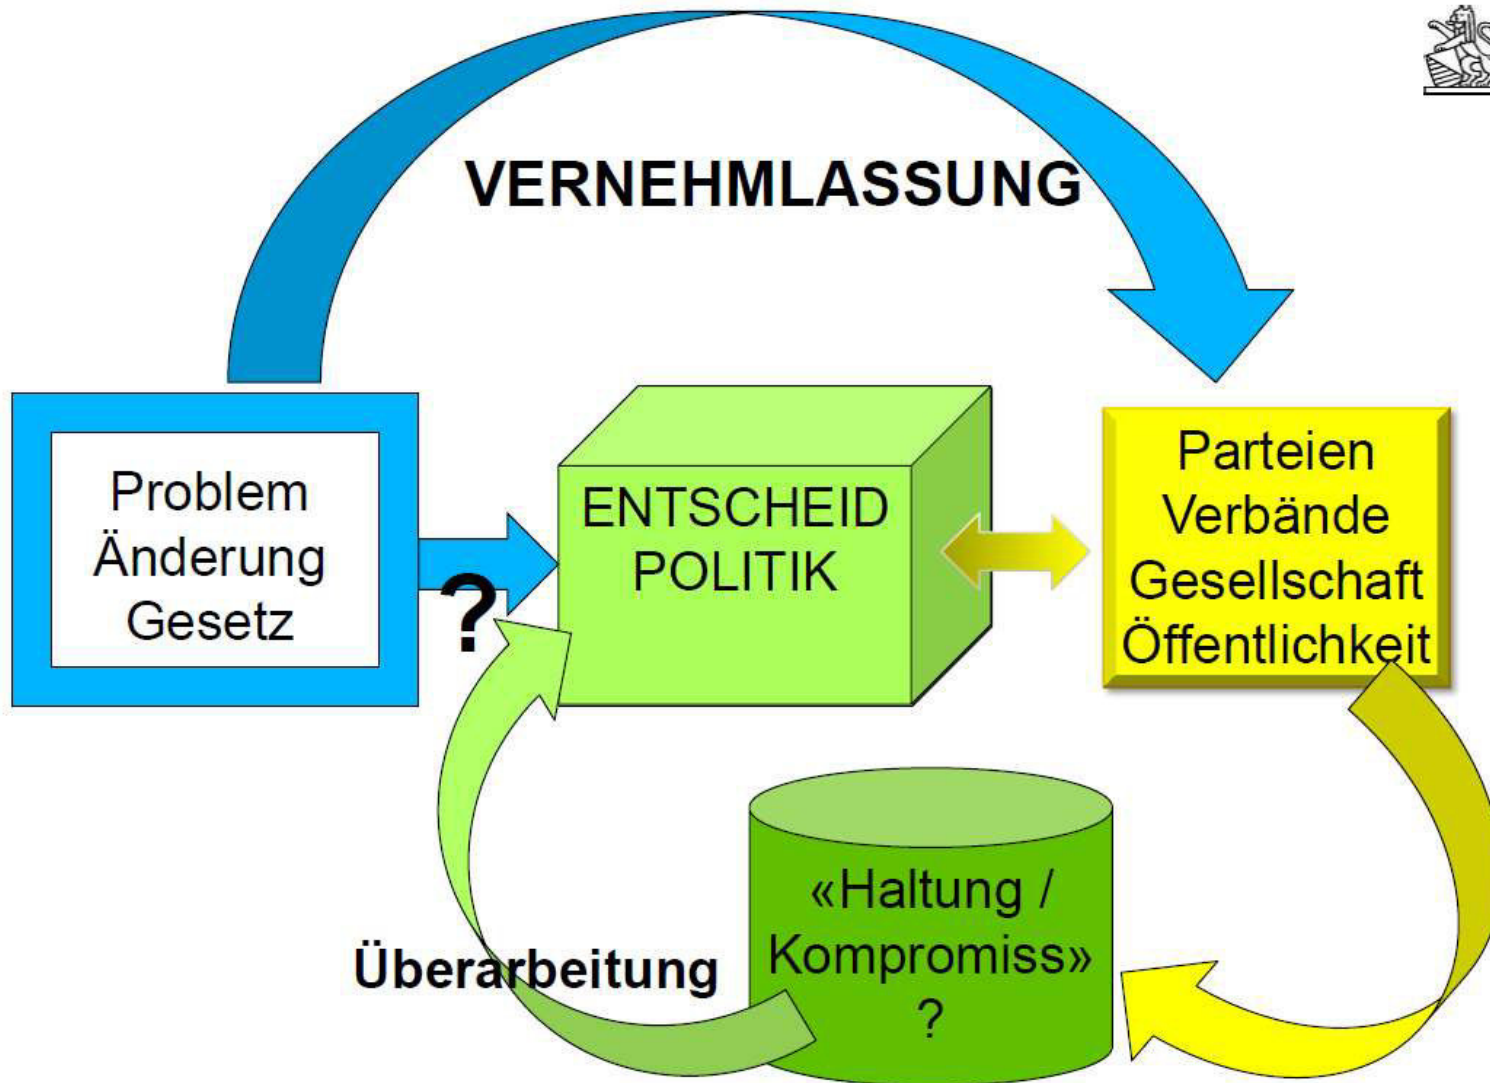 VERNEHMLASSUNG
Problem
Änderung
Gesetz
?
ENTSCHEID
POLITIK
Parteien
Verbände
Gesellschaft
Öffentlichkeit
«Haltung /
Kompromiss»
?
Überarbeitung